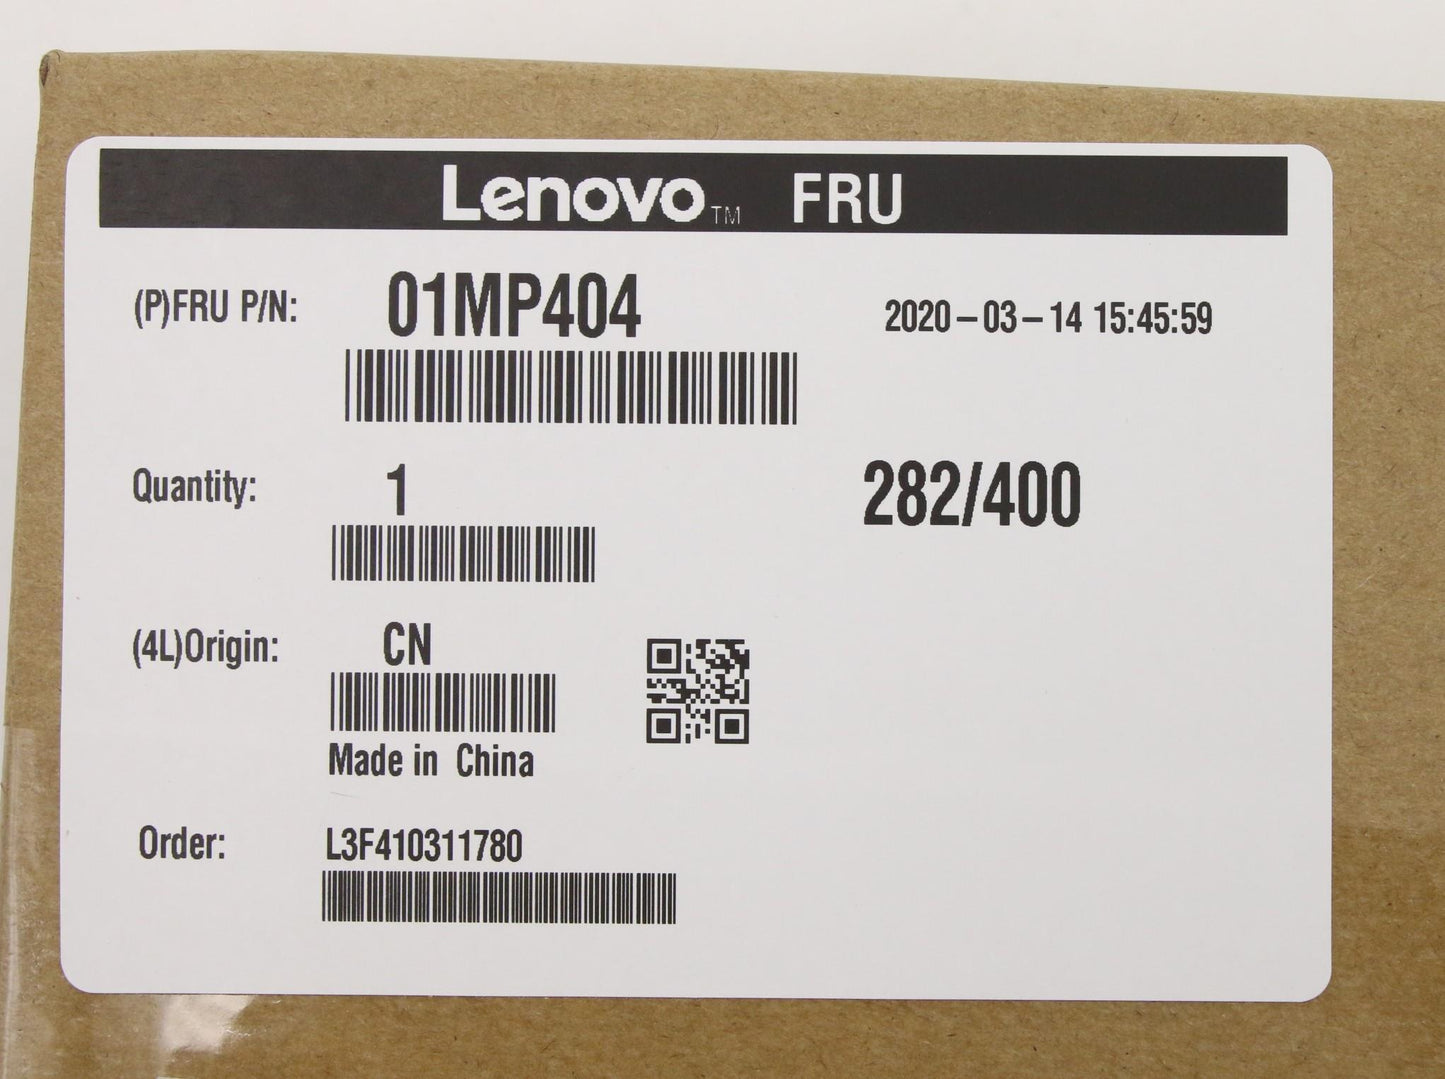 Lenovo™ FRU
(P)FRU P/N: 01MP404 2020-03-14 15:45:59
Quantity: 1 282/400
(4L)Origin: CN
Made in China
Order: L3F410311780